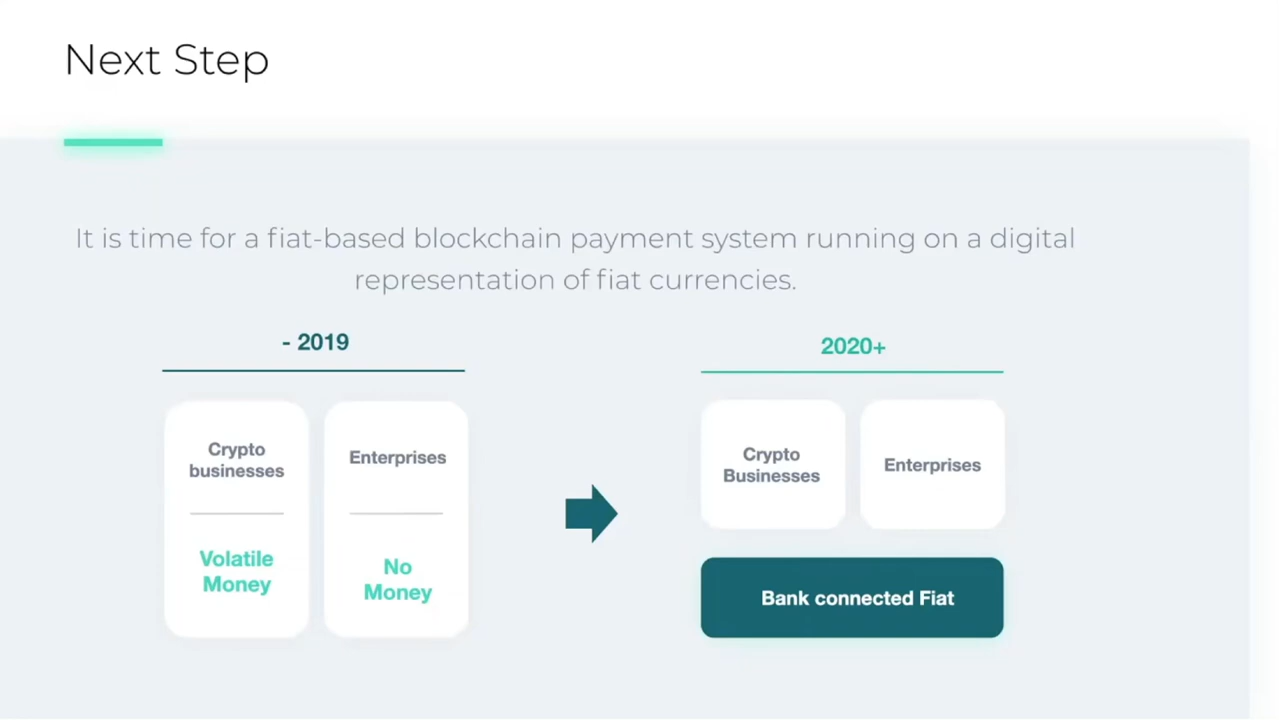 Next Step
It is time for a fiat-based blockchain payment system running on a digital
representation of fiat currencies.
- 2019
Crypto
businesses
Volatile
Money
Enterprises
No
Money
2020+
Crypto
Businesses
Enterprises
Bank connected Fiat